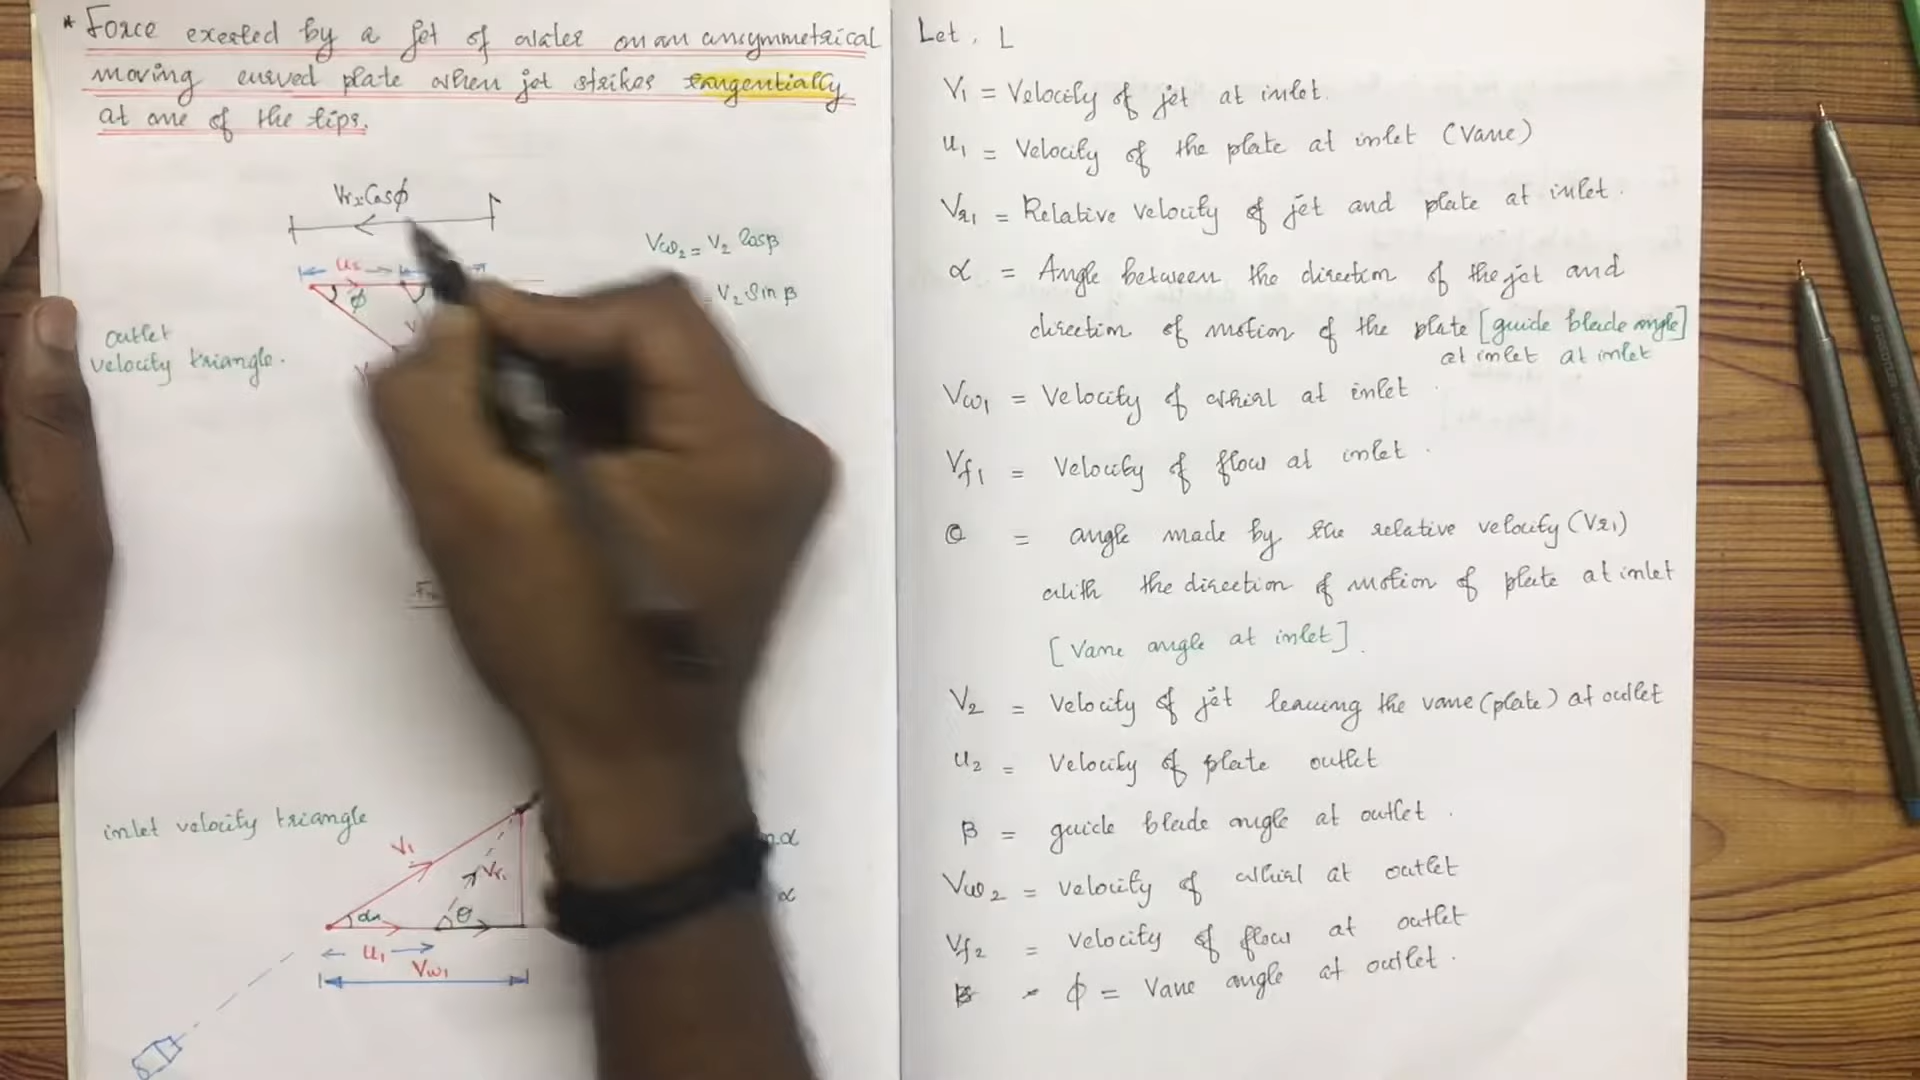 * Force exerted by a jet of water on an unsymmetrical
moving curved plate when jet strikes tangentially
at one of the tips.
Vr2 Cosφ
u2
φ
Vw2 = V2 Cosβ
= V2 Sin β
outlet
velocity triangle.
inlet velocity triangle
V1
Vr1
α
θ
u1
Vw1
α
α
Let, L
V1 = Velocity of jet at inlet.
u1 = Velocity of the plate at inlet (Vane)
Vr1 = Relative velocity of jet and plate at inlet.
α = Angle between the direction of the jet and
direction of motion of the plate [guide blade angle]
at inlet at inlet
Vw1 = Velocity of whirl at inlet
Vf1 = Velocity of flow at inlet.
θ = angle made by the relative velocity (Vr1)
with the direction of motion of plate at inlet
[Vane angle at inlet].
V2 = Velocity of jet leaving the vane (plate) at outlet
u2 = Velocity of plate outlet
β = guide blade angle at outlet.
Vw2 = velocity of whirl at outlet
Vf2 = velocity of flow at outlet
φ = Vane angle at outlet.